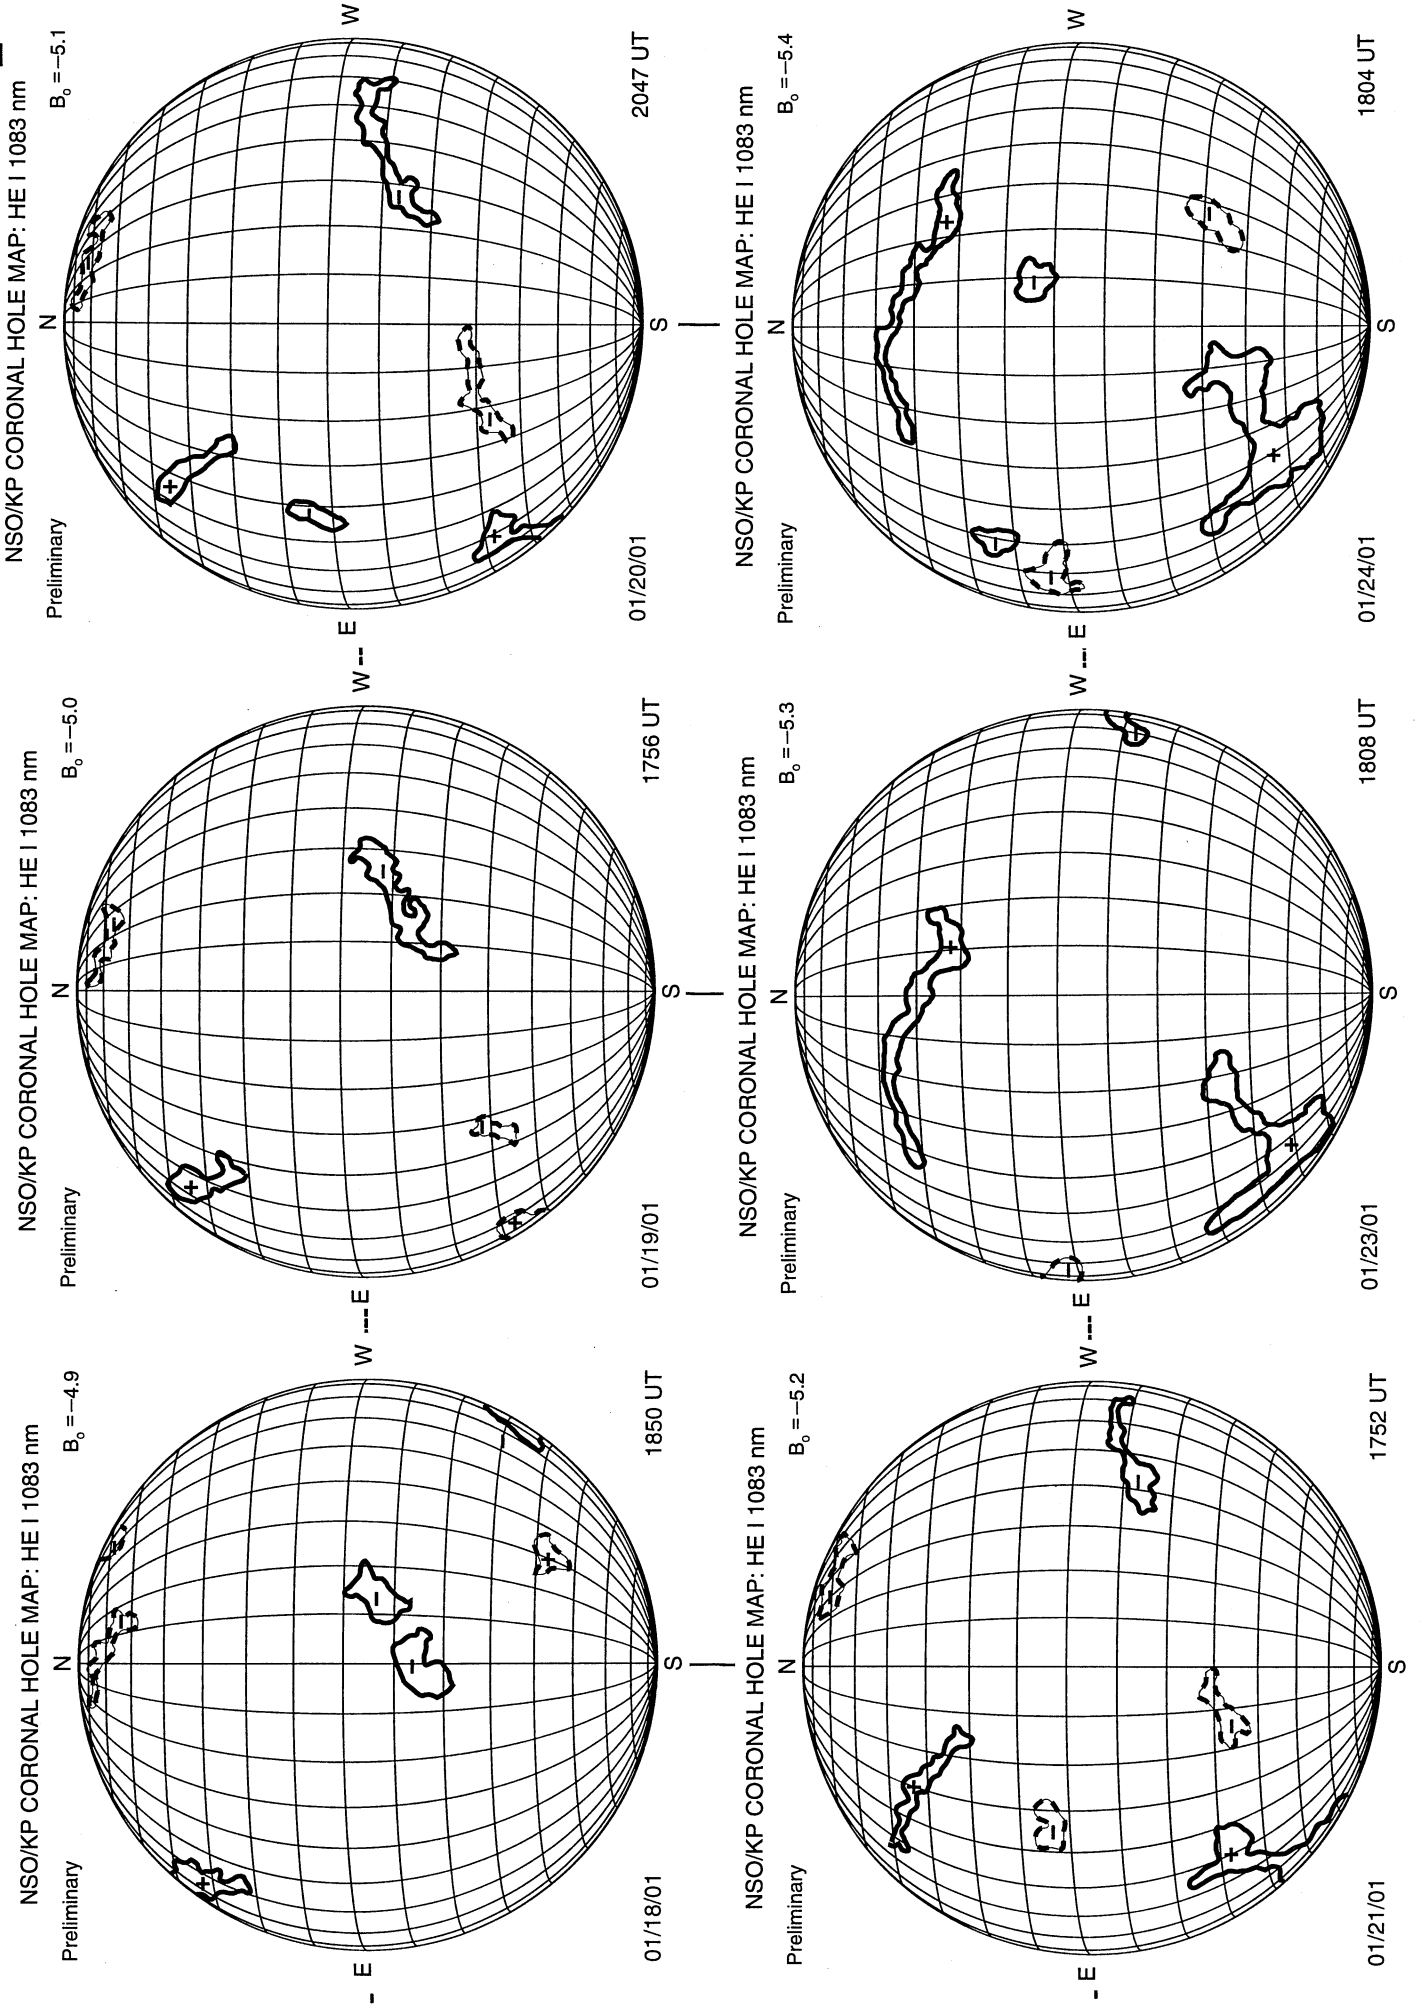 NSO/KP CORONAL HOLE MAP: HE I 1083 nm
Preliminary
B₀ = −4.9
N
E
W
S
01/18/01
1850 UT
NSO/KP CORONAL HOLE MAP: HE I 1083 nm
Preliminary
B₀ = −5.0
N
E
W
S
01/19/01
1756 UT
NSO/KP CORONAL HOLE MAP: HE I 1083 nm
Preliminary
B₀ = −5.1
N
E
W
S
01/20/01
2047 UT
NSO/KP CORONAL HOLE MAP: HE I 1083 nm
Preliminary
B₀ = −5.2
N
E
W
S
01/21/01
1752 UT
NSO/KP CORONAL HOLE MAP: HE I 1083 nm
Preliminary
B₀ = −5.3
N
E
W
S
01/23/01
1808 UT
NSO/KP CORONAL HOLE MAP: HE I 1083 nm
Preliminary
B₀ = −5.4
N
E
W
S
01/24/01
1804 UT